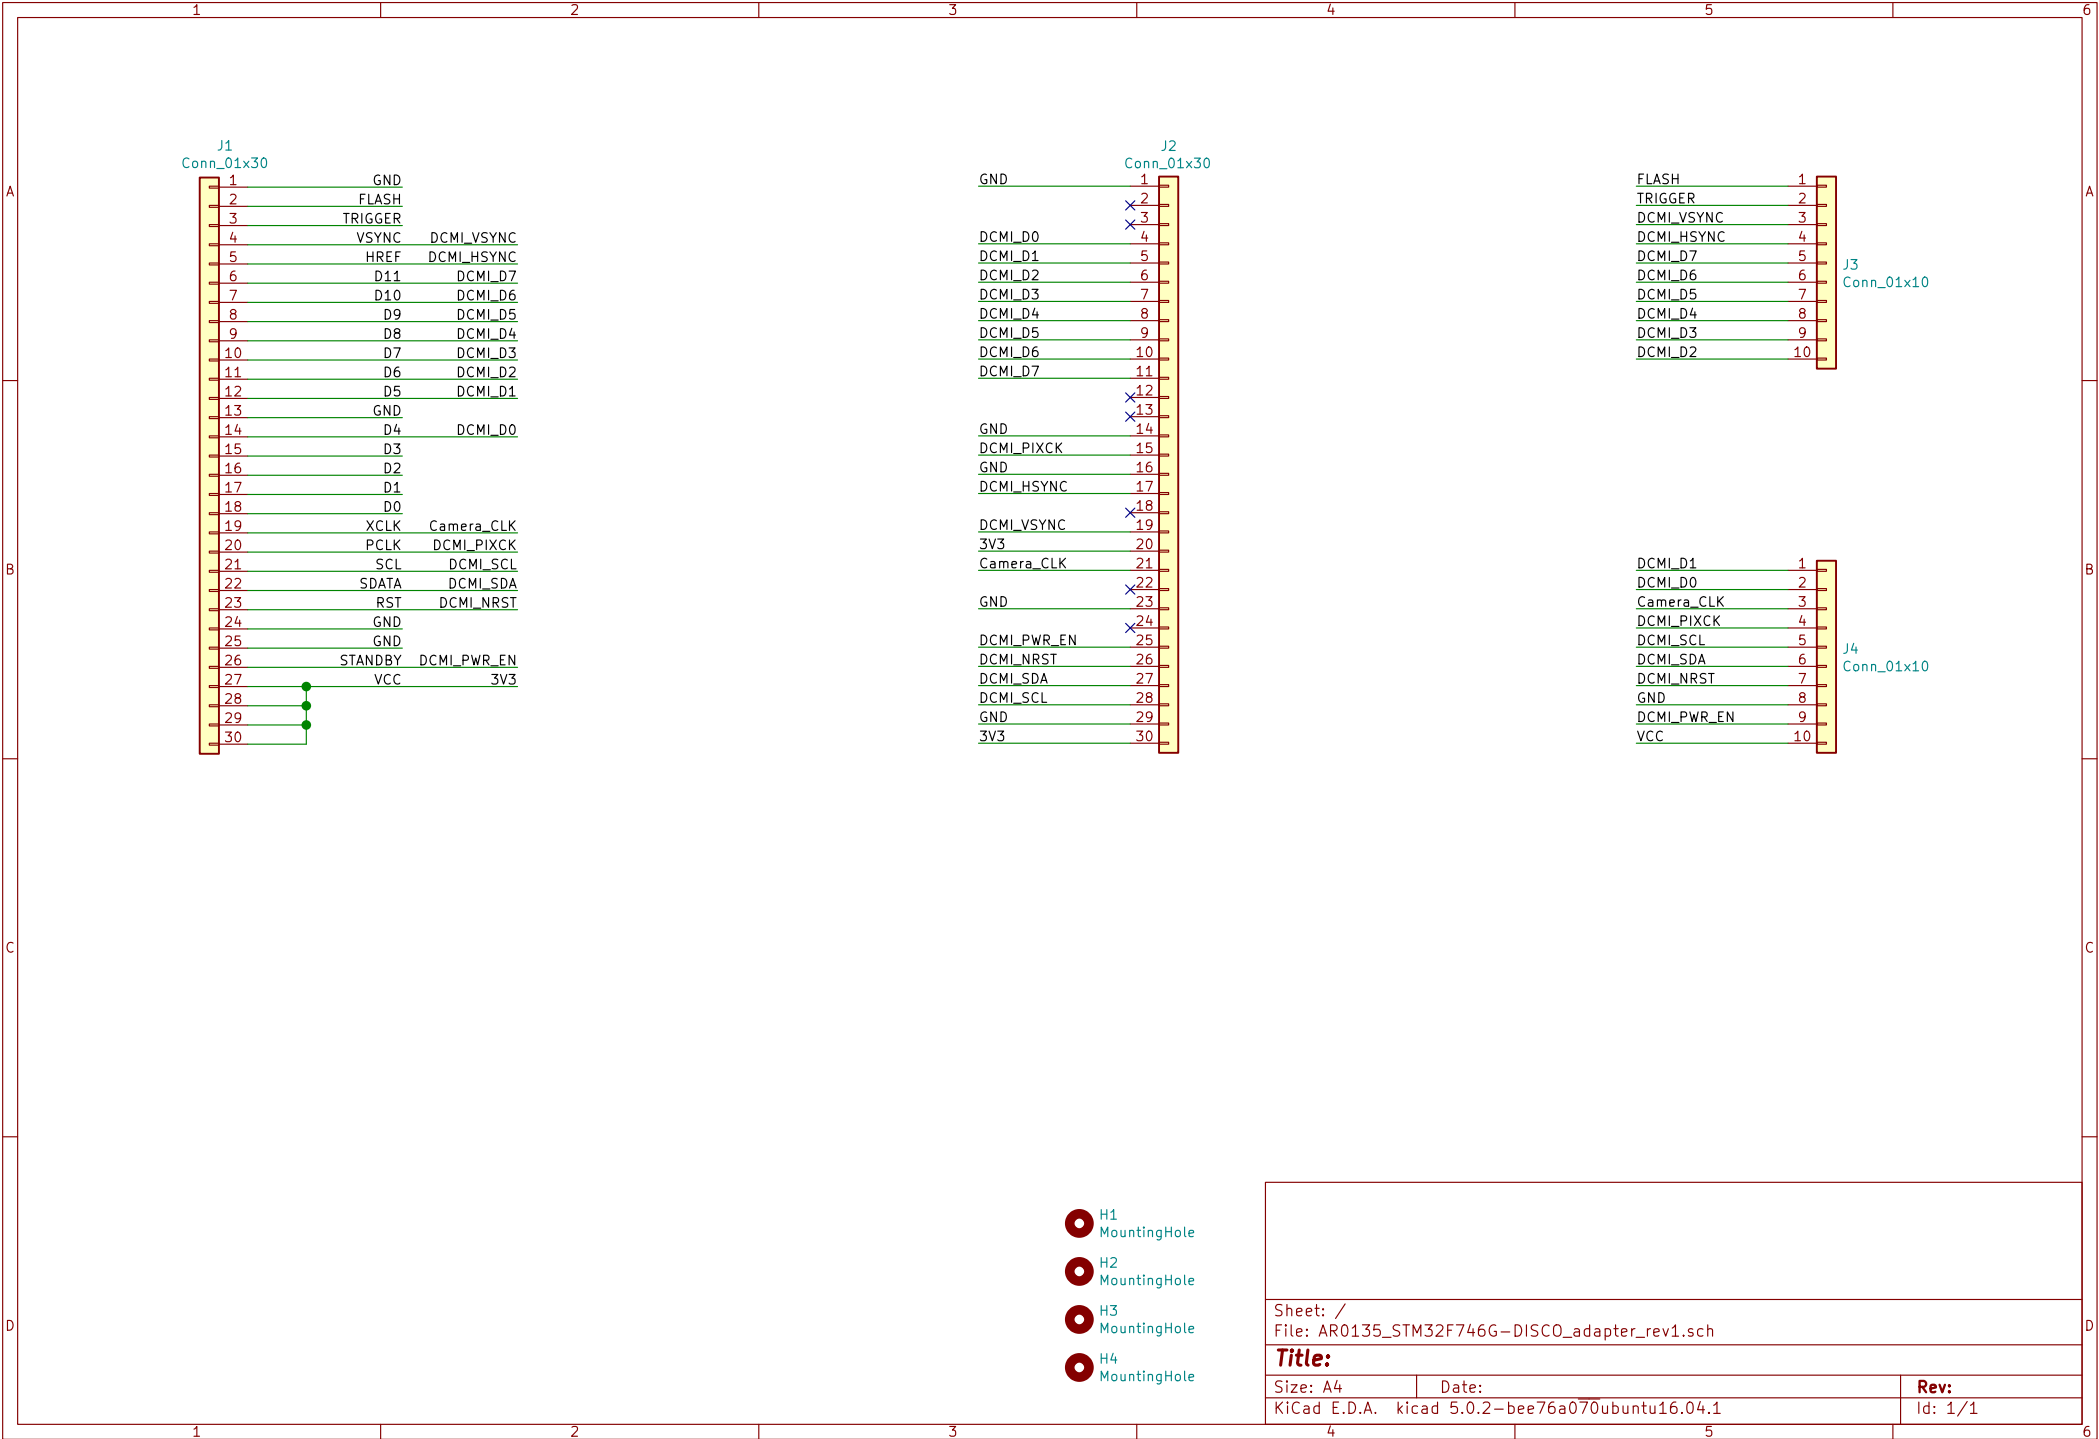 1 2 3 4 5 6
A
B
C
D
J1
Conn_01x30
1 GND
2 FLASH
3 TRIGGER
4 VSYNC DCMI_VSYNC
5 HREF DCMI_HSYNC
6 D11 DCMI_D7
7 D10 DCMI_D6
8 D9 DCMI_D5
9 D8 DCMI_D4
10 D7 DCMI_D3
11 D6 DCMI_D2
12 D5 DCMI_D1
13 GND
14 D4 DCMI_D0
15 D3
16 D2
17 D1
18 D0
19 XCLK Camera_CLK
20 PCLK DCMI_PIXCK
21 SCL DCMI_SCL
22 SDATA DCMI_SDA
23 RST DCMI_NRST
24 GND
25 GND
26 STANDBY DCMI_PWR_EN
27 VCC 3V3
28
29
30
J2
Conn_01x30
GND 1
2
3
DCMI_D0 4
DCMI_D1 5
DCMI_D2 6
DCMI_D3 7
DCMI_D4 8
DCMI_D5 9
DCMI_D6 10
DCMI_D7 11
12
13
GND 14
DCMI_PIXCK 15
GND 16
DCMI_HSYNC 17
18
DCMI_VSYNC 19
3V3 20
Camera_CLK 21
22
GND 23
24
DCMI_PWR_EN 25
DCMI_NRST 26
DCMI_SDA 27
DCMI_SCL 28
GND 29
3V3 30
FLASH 1
TRIGGER 2
DCMI_VSYNC 3
DCMI_HSYNC 4
DCMI_D7 5
DCMI_D6 6
DCMI_D5 7
DCMI_D4 8
DCMI_D3 9
DCMI_D2 10
J3
Conn_01x10
DCMI_D1 1
DCMI_D0 2
Camera_CLK 3
DCMI_PIXCK 4
DCMI_SCL 5
DCMI_SDA 6
DCMI_NRST 7
GND 8
DCMI_PWR_EN 9
VCC 10
J4
Conn_01x10
H1
MountingHole
H2
MountingHole
H3
MountingHole
H4
MountingHole
Sheet: /
File: AR0135_STM32F746G-DISCO_adapter_rev1.sch
Title:
Size: A4 Date: Rev:
KiCad E.D.A. kicad 5.0.2-bee76a070ubuntu16.04.1 Id: 1/1
A
B
C
D
1 2 3 4 5 6